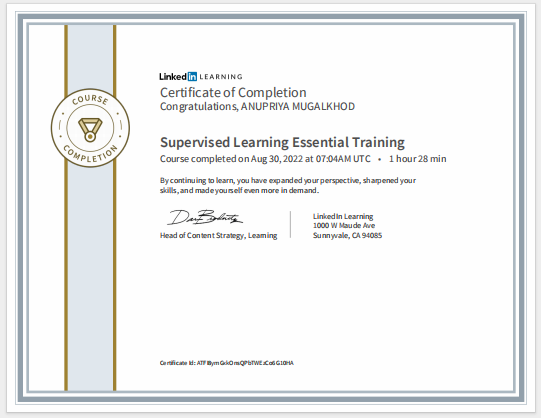 LinkedIn LEARNING
Certificate of Completion
Congratulations, ANUPRIYA MUGALKHOD
COURSE
COMPLETION
Supervised Learning Essential Training
Course completed on Aug 30, 2022 at 07:04AM UTC • 1 hour 28 min
By continuing to learn, you have expanded your perspective, sharpened your
skills, and made yourself even more in demand.
Head of Content Strategy, Learning
LinkedIn Learning
1000 W Maude Ave
Sunnyvale, CA 94085
Certificate Id: